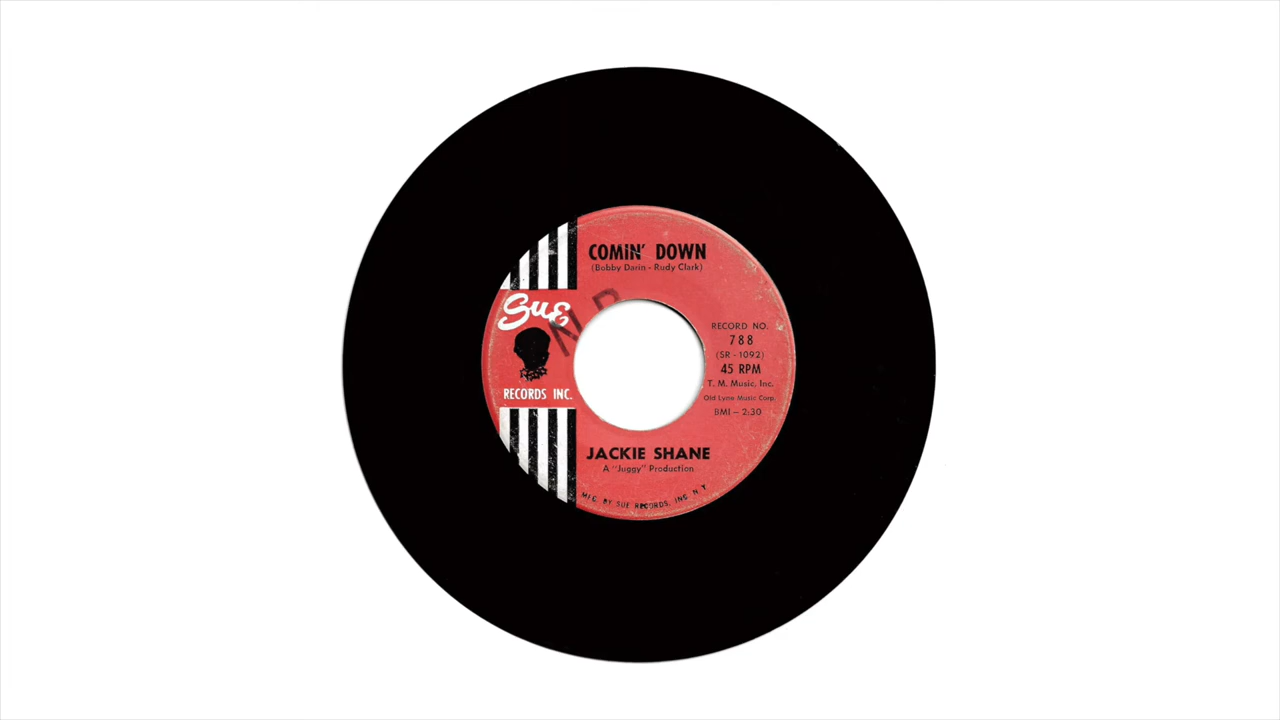 COMIN' DOWN
(Bobby Darin - Rudy Clark)
Sue
RECORDS INC.
RECORD NO.
788
(SR - 1092)
45 RPM
T. M. Music, Inc.
Old Lyne Music Corp.
BMI - 2:30
JACKIE SHANE
A "Juggy" Production
MFG. BY SUE RECORDS, INC. N. Y.